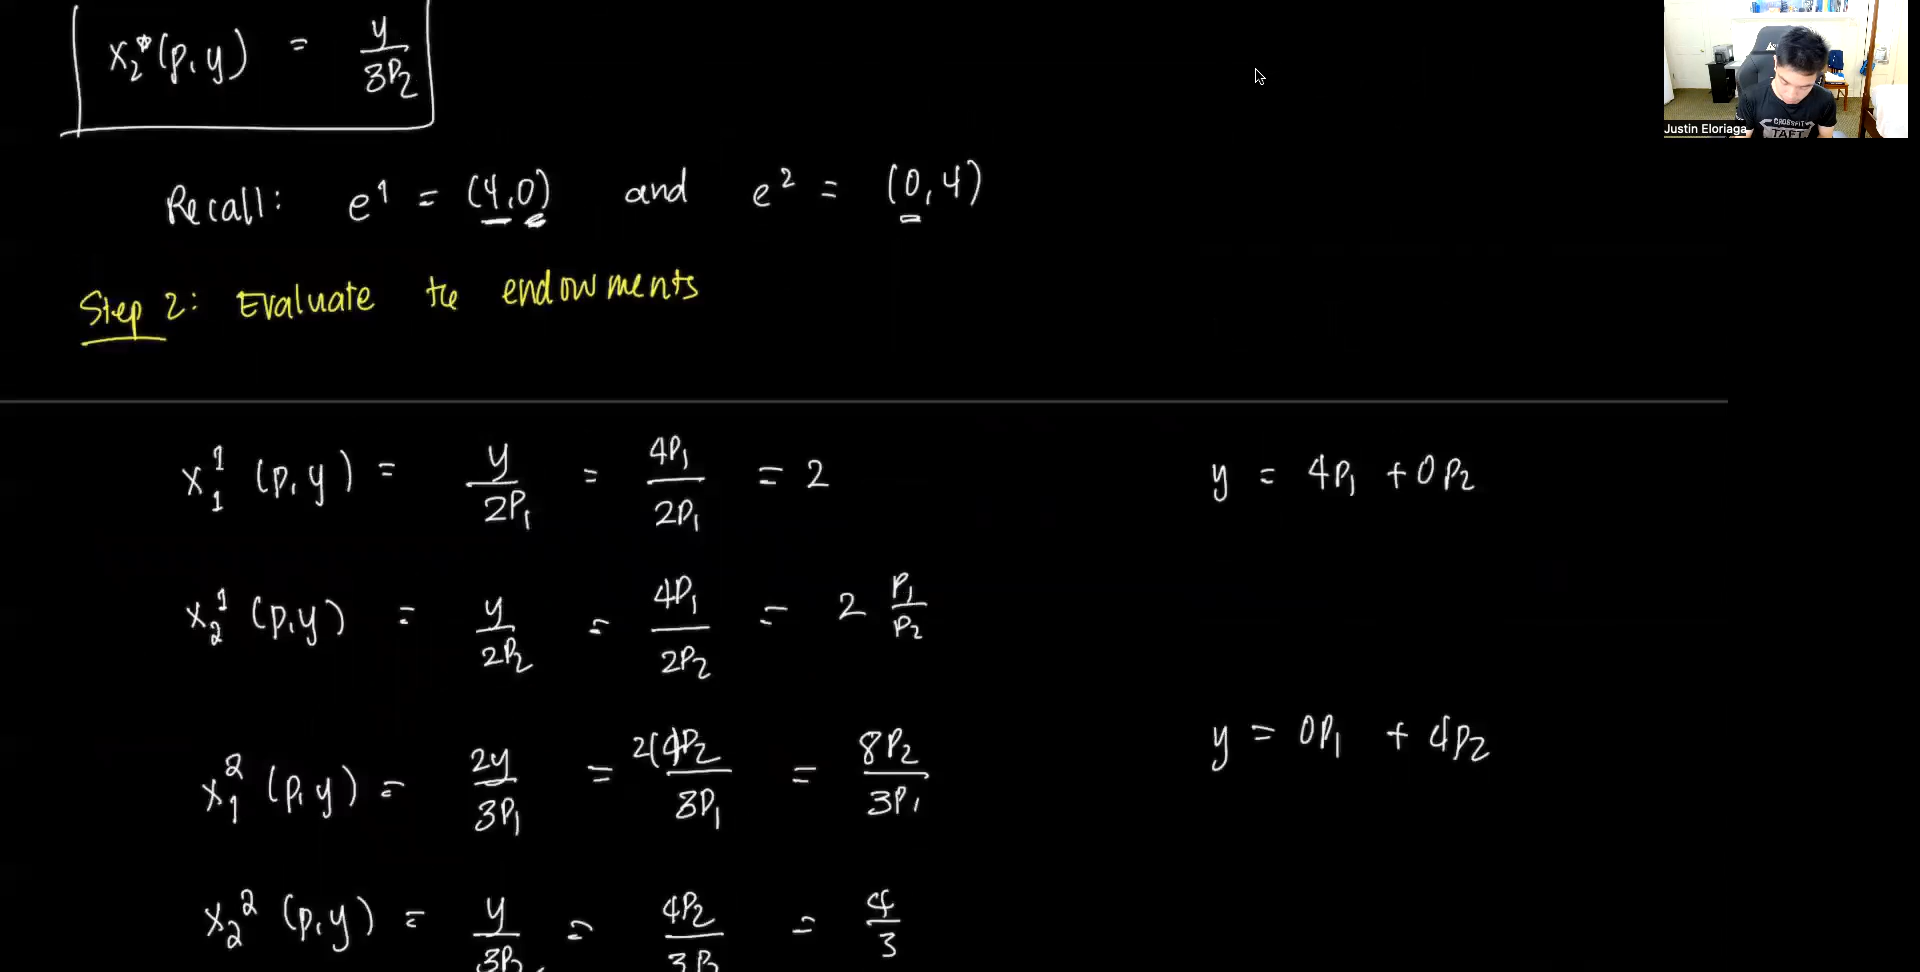 x₂*(p,y) = y/3P₂
Justin Eloriaga
CROSSFIT
TAFT
Recall: e¹ = (4,0) and e² = (0,4)
Step 2: Evaluate the endowments
x₁¹ (p,y) = y/2P₁ = 4P₁/2P₁ = 2
y = 4P₁ + 0P₂
x₂¹ (p,y) = y/2P₂ = 4P₁/2P₂ = 2 P₁/P₂
x₁² (p,y) = 2y/3P₁ = 2(4P₂/3P₁ = 8P₂/3P₁
y = 0P₁ + 4P₂
x₂² (p,y) = y/3P₂ = 4P₂/3P₂ = 4/3